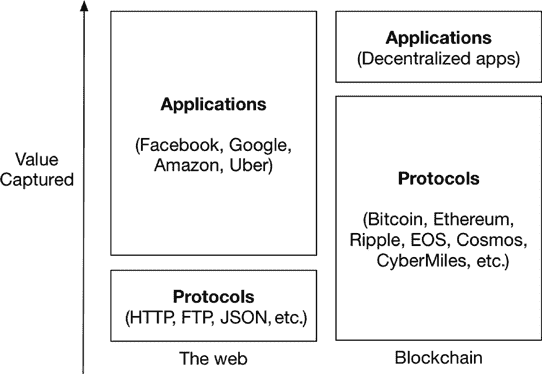 Value
Captured
Applications
(Facebook, Google,
Amazon, Uber)
Protocols
(HTTP, FTP, JSON, etc.)
The web
Applications
(Decentralized apps)
Protocols
(Bitcoin, Ethereum,
Ripple, EOS, Cosmos,
CyberMiles, etc.)
Blockchain